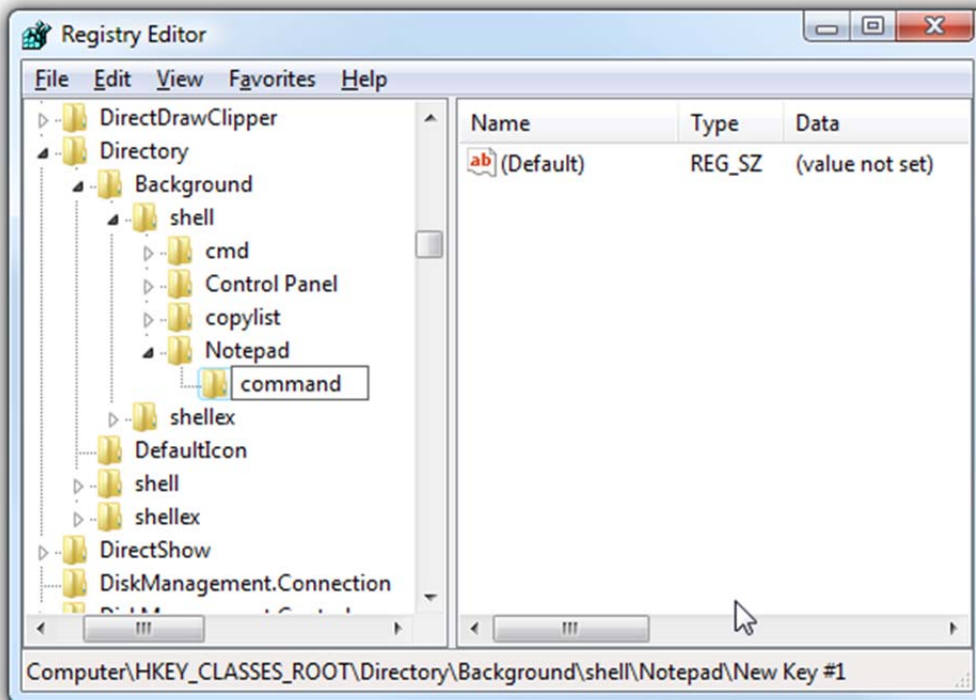 Registry Editor
File Edit View Favorites Help
DirectDrawClipper
Directory
Background
shell
cmd
Control Panel
copylist
Notepad
command
shellex
DefaultIcon
shell
shellex
DirectShow
DiskManagement.Connection
Name Type Data
ab (Default) REG_SZ (value not set)
Computer\HKEY_CLASSES_ROOT\Directory\Background\shell\Notepad\New Key #1